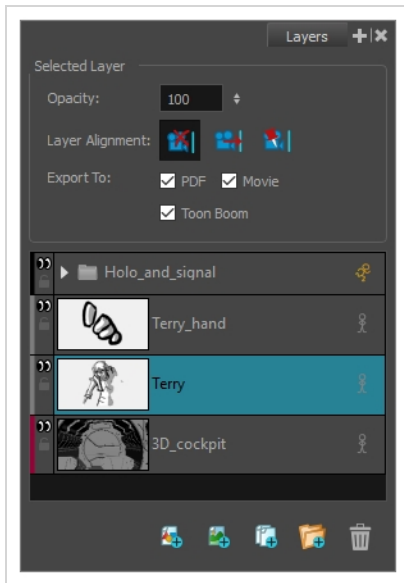 Layers
Selected Layer
Opacity: 100
Layer Alignment:
Export To: PDF Movie
Toon Boom
Holo_and_signal
Terry_hand
Terry
3D_cockpit